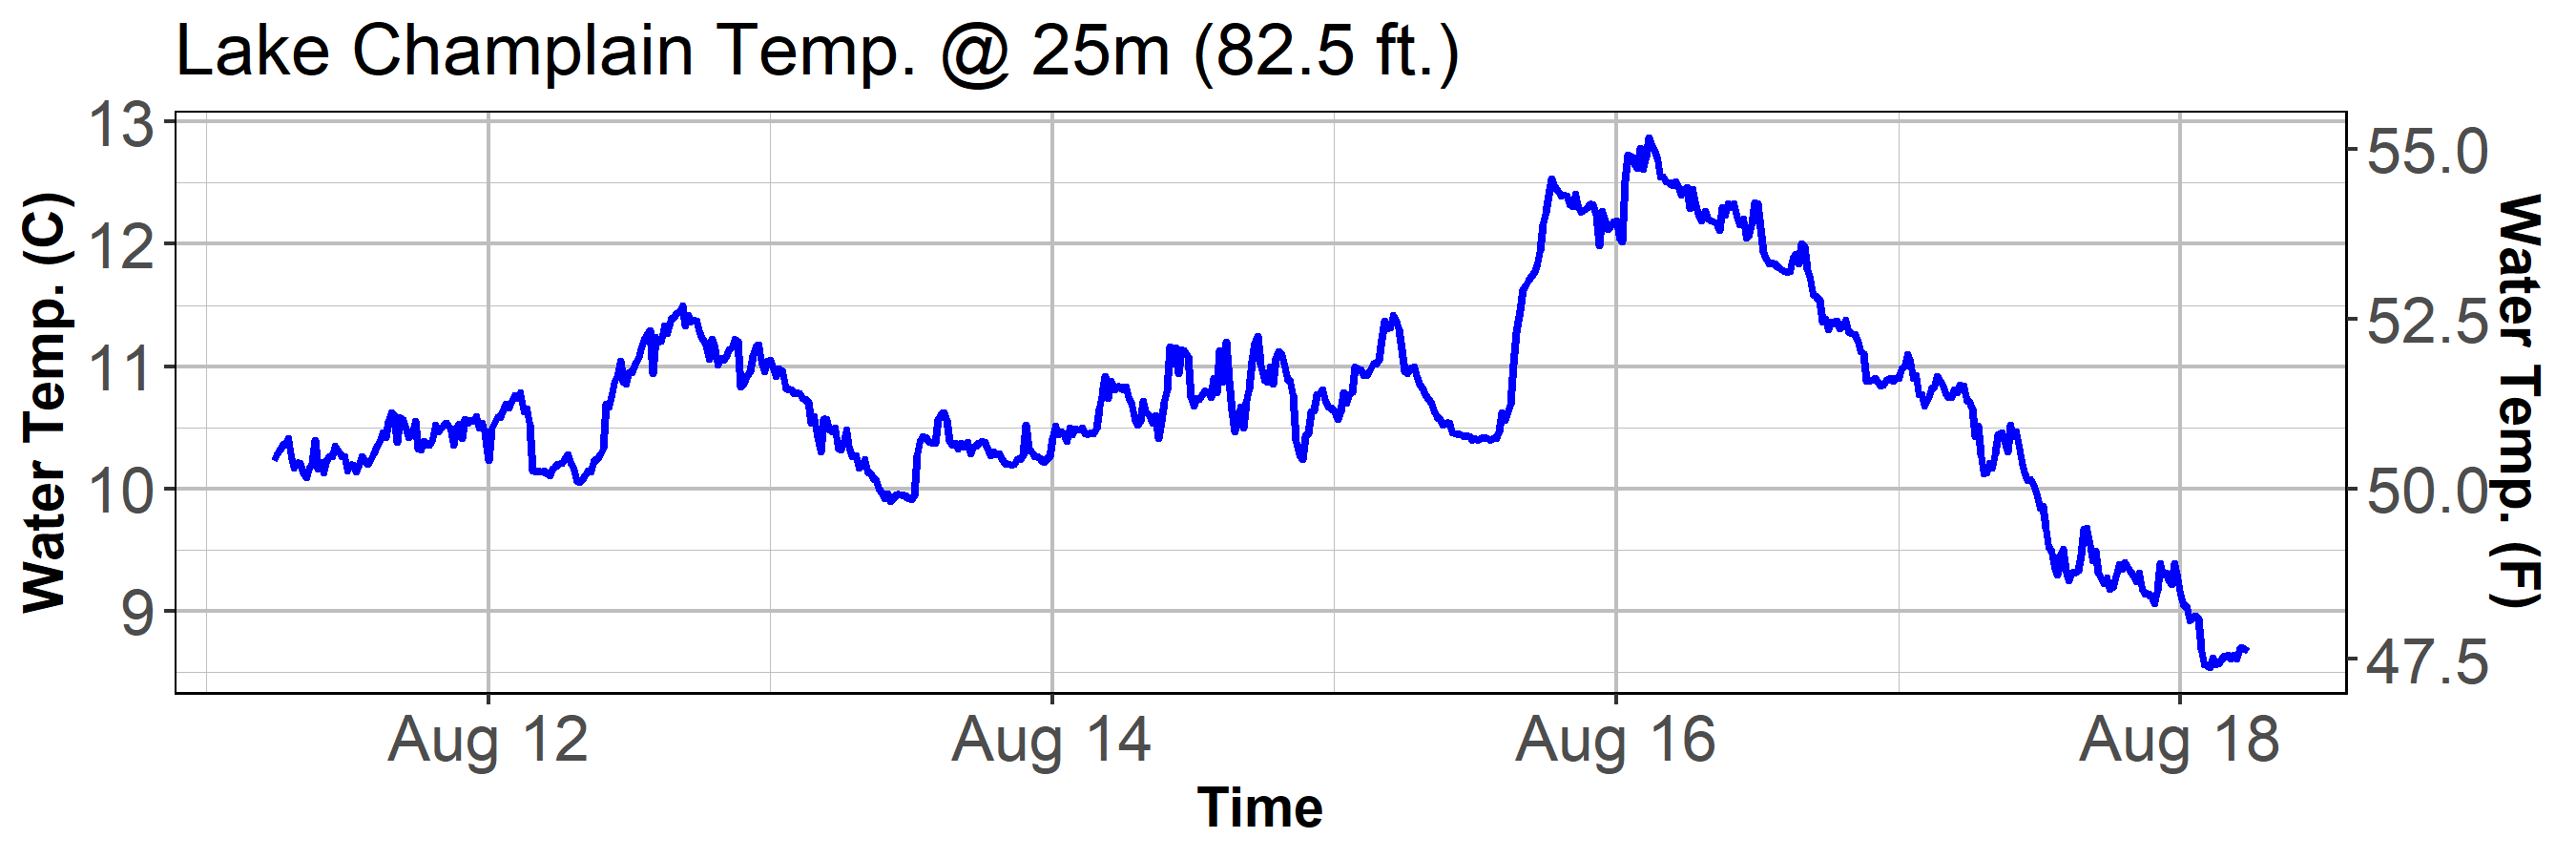 Lake Champlain Temp. @ 25m (82.5 ft.)
13
12
11
10
9
Water Temp. (C)
55.0
52.5
50.0
47.5
Water Temp. (F)
Aug 12 Aug 14 Aug 16 Aug 18
Time